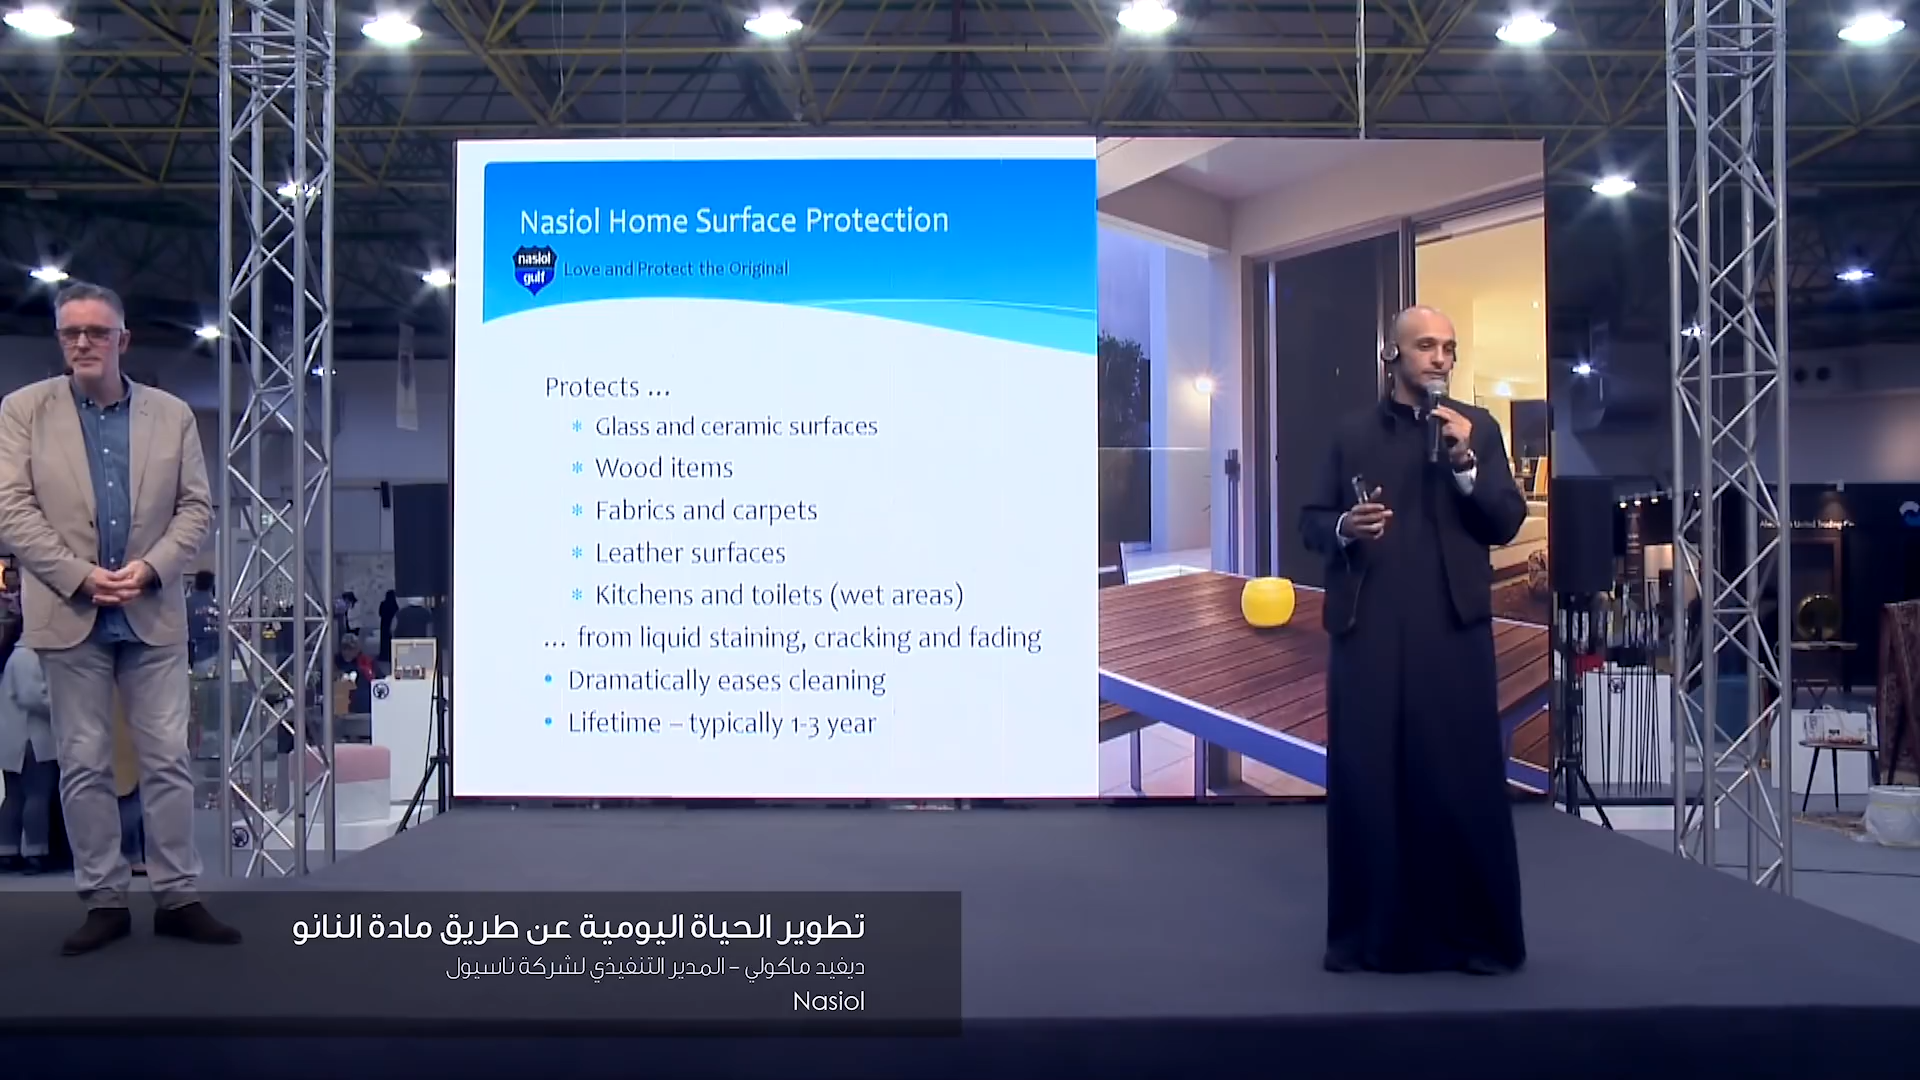 Nasiol Home Surface Protection
nasiol
gulf
Love and Protect the Original
Protects ...
* Glass and ceramic surfaces
* Wood items
* Fabrics and carpets
* Leather surfaces
* Kitchens and toilets (wet areas)
... from liquid staining, cracking and fading
• Dramatically eases cleaning
• Lifetime – typically 1-3 year
تطوير الحياة اليومية عن طريق مادة النانو
ديفيد ماكولي – المدير التنفيذي لشركة ناسيول
Nasiol